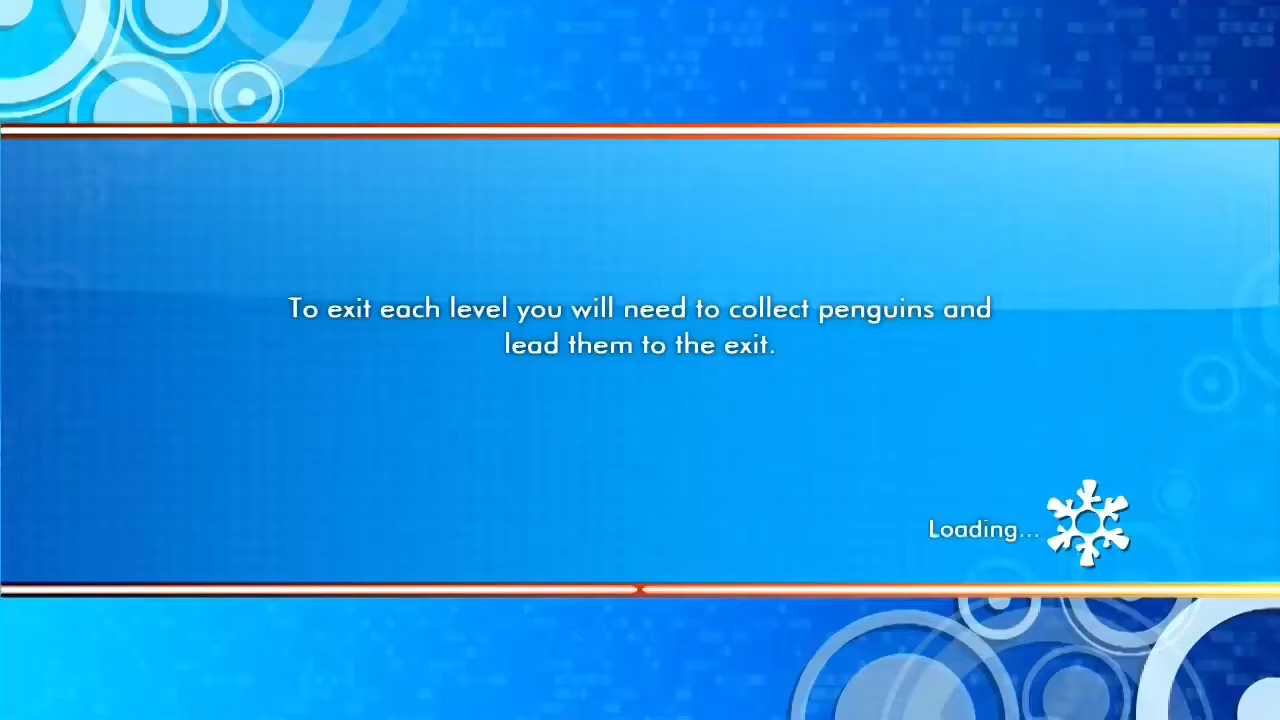 To exit each level you will need to collect penguins and
lead them to the exit.
Loading...